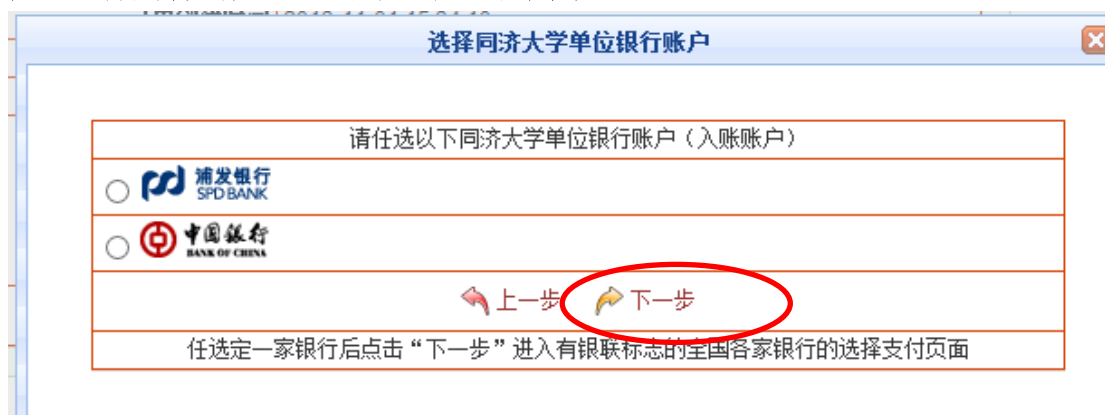 选择同济大学单位银行账户
请任选以下同济大学单位银行账户（入账账户）
浦发银行
SPD BANK
中国银行
BANK OF CHINA
上一步 下一步
任选定一家银行后点击“下一步”进入有银联标志的全国各家银行的选择支付页面